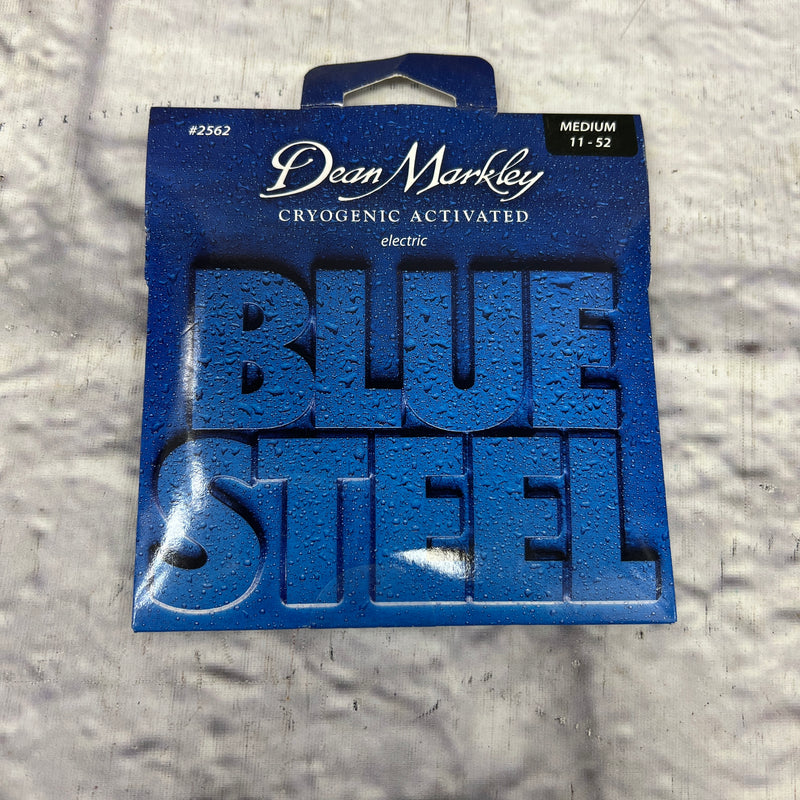 #2562
MEDIUM
11 - 52
Dean Markley
CRYOGENIC ACTIVATED
electric
BLUE
STEEL